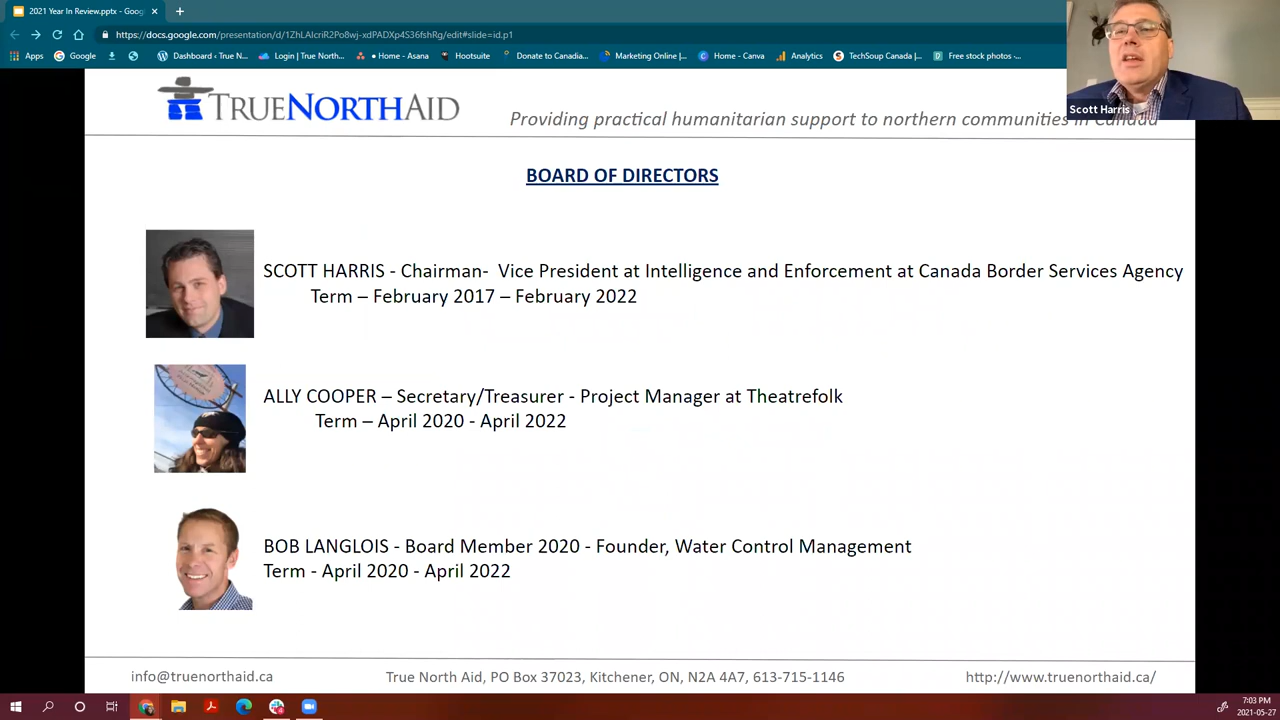 2021 Year In Review.pptx - Goog
https://docs.google.com/presentation/d/1ZhLAlcriR2Po8wj-xdPADXp4S36fshRg/edit#slide=id.p1
Apps
Google
Dashboard ‹ True N...
Login | True North...
• Home - Asana
Hootsuite
Donate to Canadia...
Marketing Online |...
Home - Canva
Analytics
TechSoup Canada |...
Free stock photos -...
Scott Harris
TRUENORTHAID
Providing practical humanitarian support to northern communities in Canada
BOARD OF DIRECTORS
SCOTT HARRIS - Chairman- Vice President at Intelligence and Enforcement at Canada Border Services Agency
Term – February 2017 – February 2022
ALLY COOPER – Secretary/Treasurer - Project Manager at Theatrefolk
Term – April 2020 - April 2022
BOB LANGLOIS - Board Member 2020 - Founder, Water Control Management
Term - April 2020 - April 2022
info@truenorthaid.ca
True North Aid, PO Box 37023, Kitchener, ON, N2A 4A7, 613-715-1146
http://www.truenorthaid.ca/
7:03 PM
2021-05-27